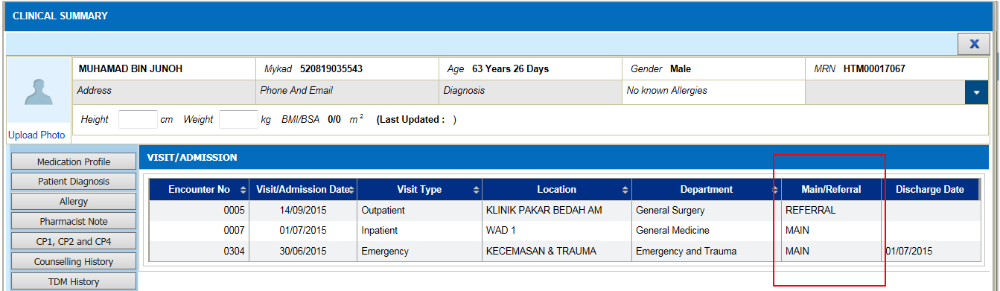 CLINICAL SUMMARY
X
MUHAMAD BIN JUNOH Mykad 520819035543 Age 63 Years 26 Days Gender Male MRN HTM00017067
Address Phone And Email Diagnosis No known Allergies
Height cm Weight kg BMI/BSA 0/0 m 2 (Last Updated : )
Upload Photo
Medication Profile
Patient Diagnosis
Allergy
Pharmacist Note
CP1, CP2 and CP4
Counselling History
TDM History
VISIT/ADMISSION
Encounter No Visit/Admission Date Visit Type Location Department Main/Referral Discharge Date
0005 14/09/2015 Outpatient KLINIK PAKAR BEDAH AM General Surgery REFERRAL
0007 01/07/2015 Inpatient WAD 1 General Medicine MAIN
0304 30/06/2015 Emergency KECEMASAN & TRAUMA Emergency and Trauma MAIN 01/07/2015